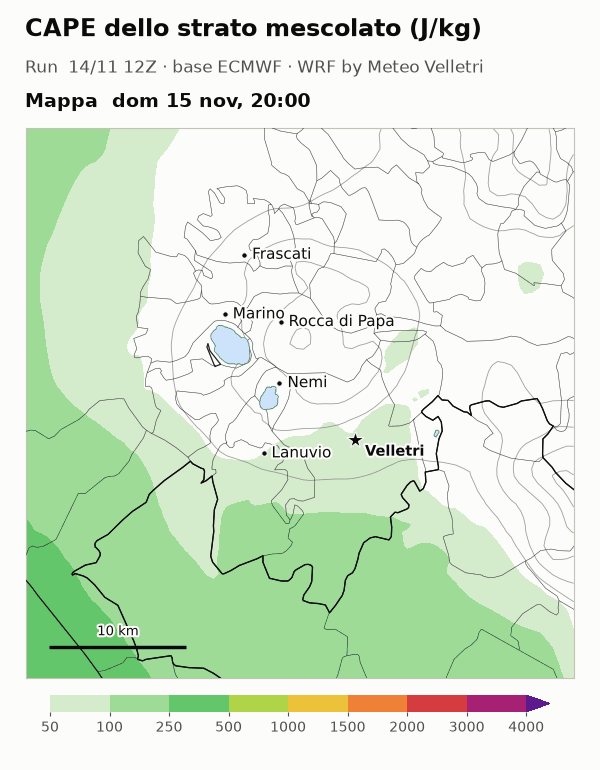 CAPE dello strato mescolato (J/kg)
Run  14/11 12Z · base ECMWF · WRF by Meteo Velletri
Mappa  dom 15 nov, 20:00
Frascati
Marino
Rocca di Papa
Nemi
Velletri
Lanuvio
10 km
50 100 250 500 1000 1500 2000 3000 4000